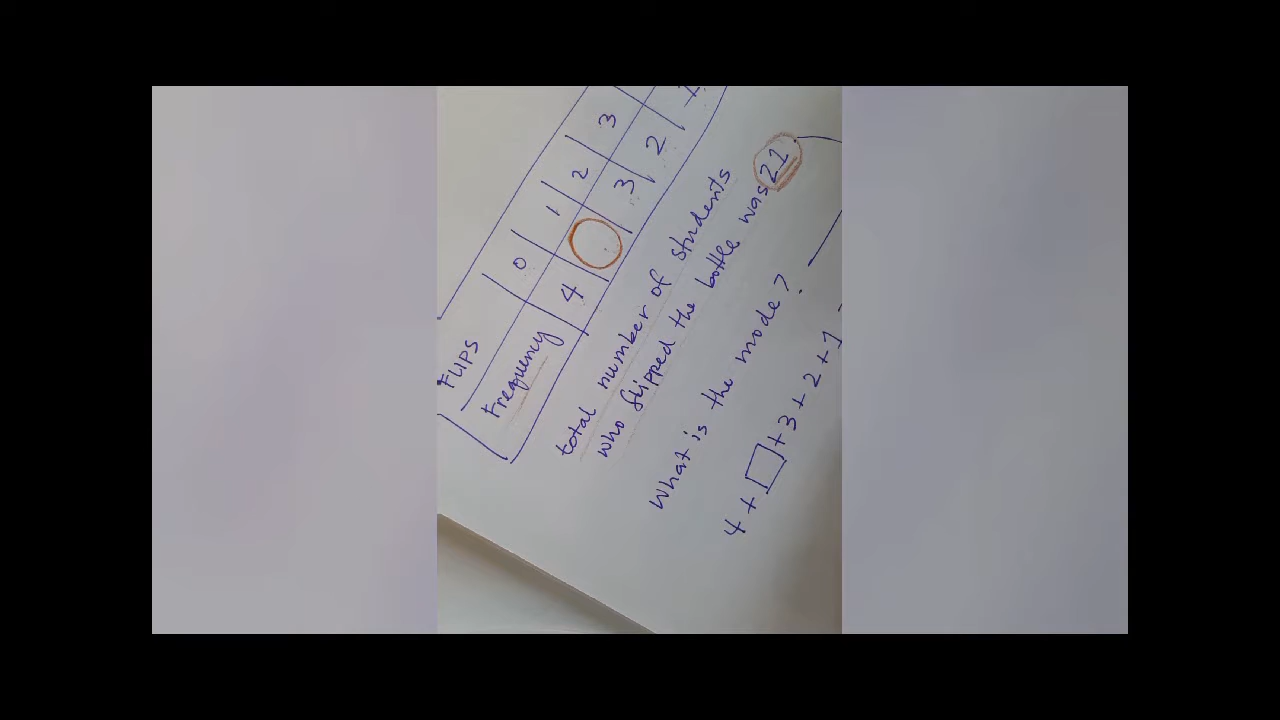 FLIPS 0 1 2 3
Frequency 4 3 2 1
total number of students
who flipped the bottle was 21
What is the mode?
4 + □ + 3 + 2 + 1